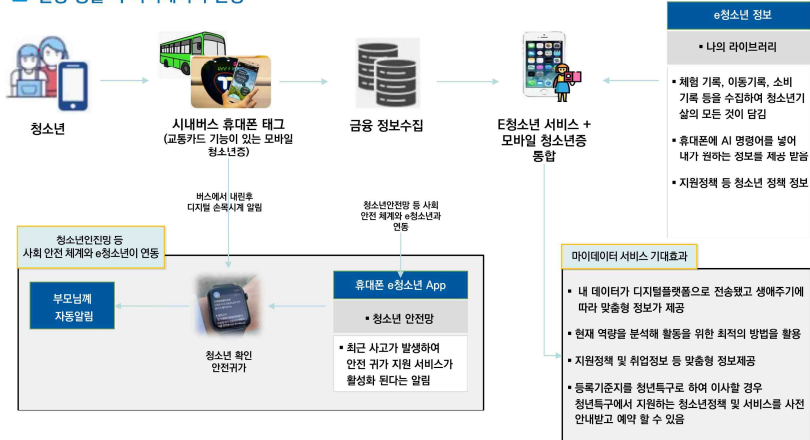 e청소년 정보
▪ 나의 라이브러리
▪ 체험 기록, 이동기록, 소비
기록 등을 수집하여 청소년기
삶의 모든 것이 담김
▪ 휴대폰에 AI 명령어를 넣어
내가 원하는 정보를 제공 받음
▪ 지원정책 등 청소년 정책 정보
청소년
시내버스 휴대폰 태그
(교통카드 기능이 있는 모바일
청소년증)
금융 정보수집
E청소년 서비스 +
모바일 청소년증
통합
버스에서 내린후
디지털 손목시계 알림
청소년안전망 등 사회
안전 체계와 e청소년과
연동
청소년안전망 등
사회 안전 체계와 e청소년이 연동
부모님께
자동알림
청소년 확인
안전귀가
휴대폰 e청소년 App
▪ 청소년 안전망
▪ 최근 사고가 발생하여
안전 귀가 지원 서비스가
활성화 된다는 알림
마이데이터 서비스 기대효과
▪ 내 데이터가 디지털플랫폼으로 전송됐고 생애주기에
따라 맞춤형 정보가 제공
▪ 현재 역량을 분석해 활동을 위한 최적의 방법을 활용
▪ 지원정책 및 취업정보 등 맞춤형 정보제공
▪ 등록기준지를 청년특구로 하여 이사할 경우
청년특구에서 지원하는 청소년정책 및 서비스를 사전
안내받고 예약 할 수 있음